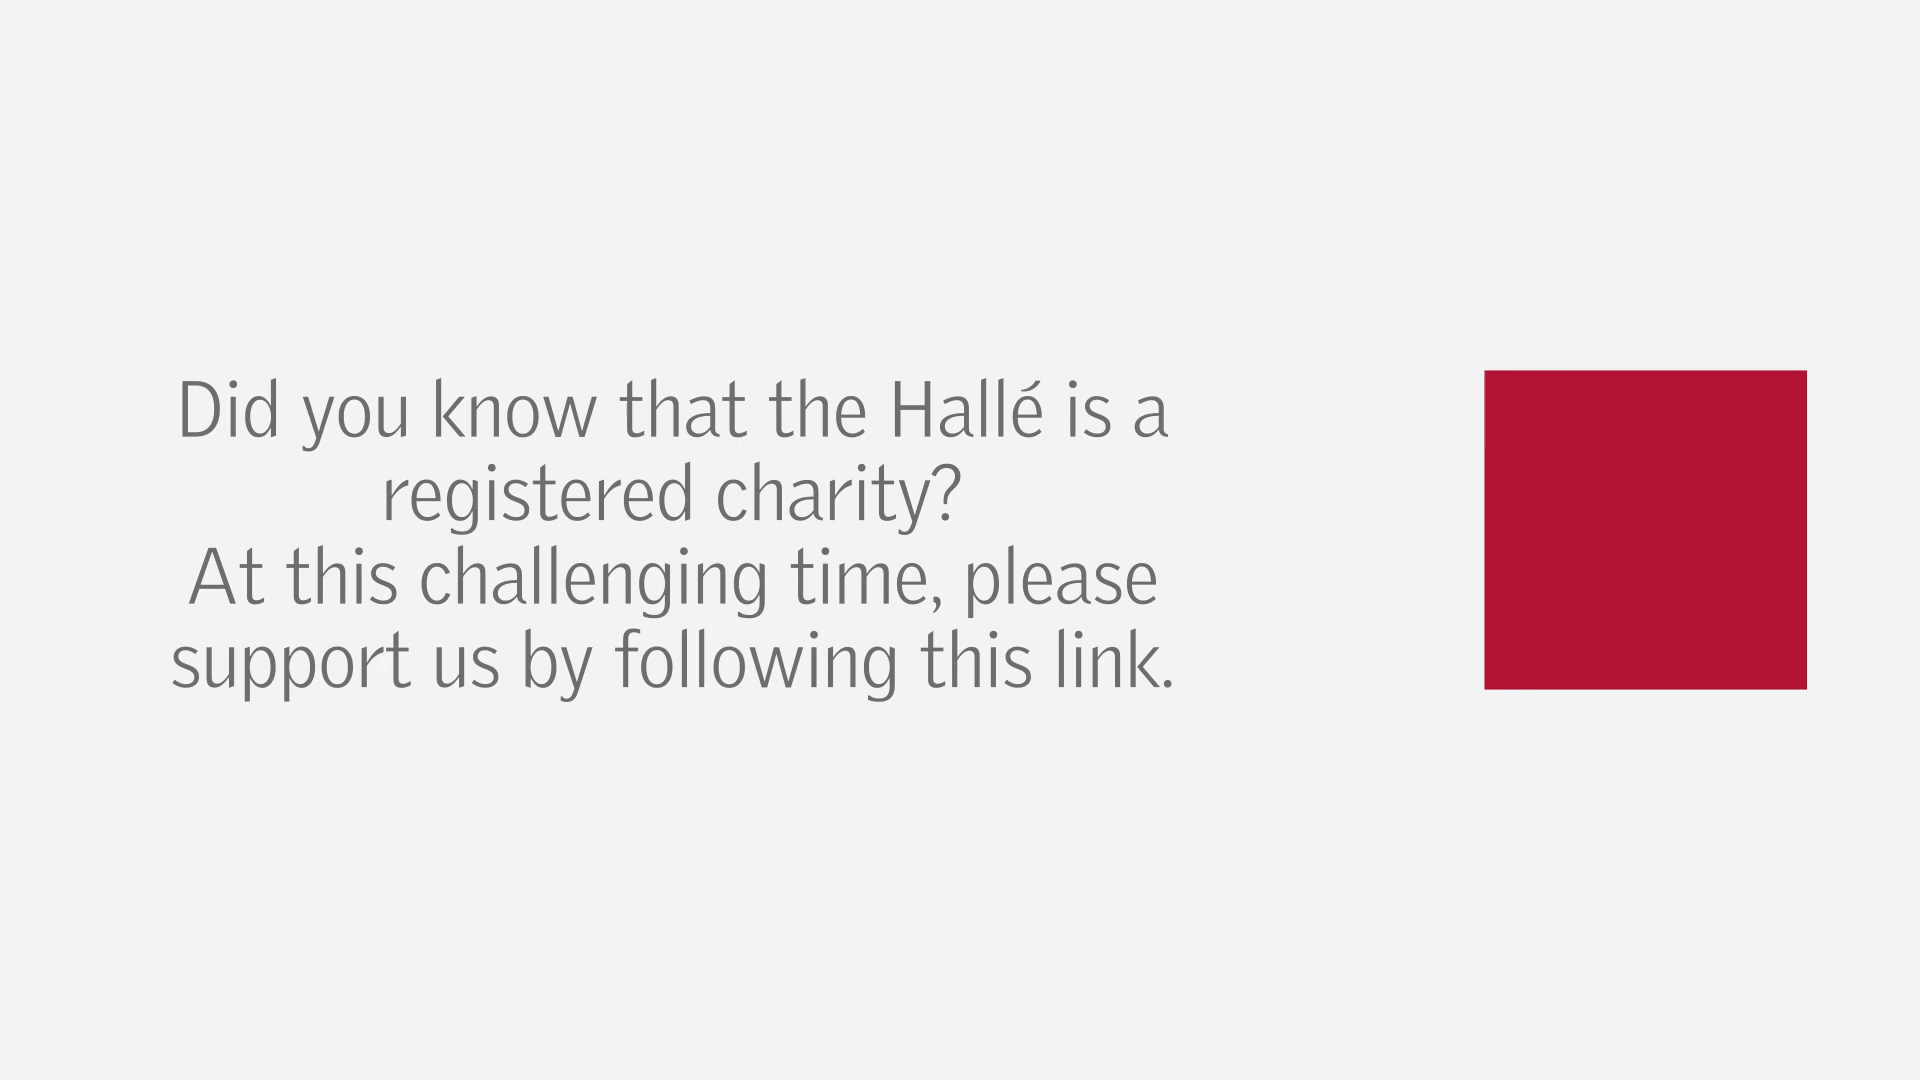 Did you know that the Hallé is a
registered charity?
At this challenging time, please
support us by following this link.